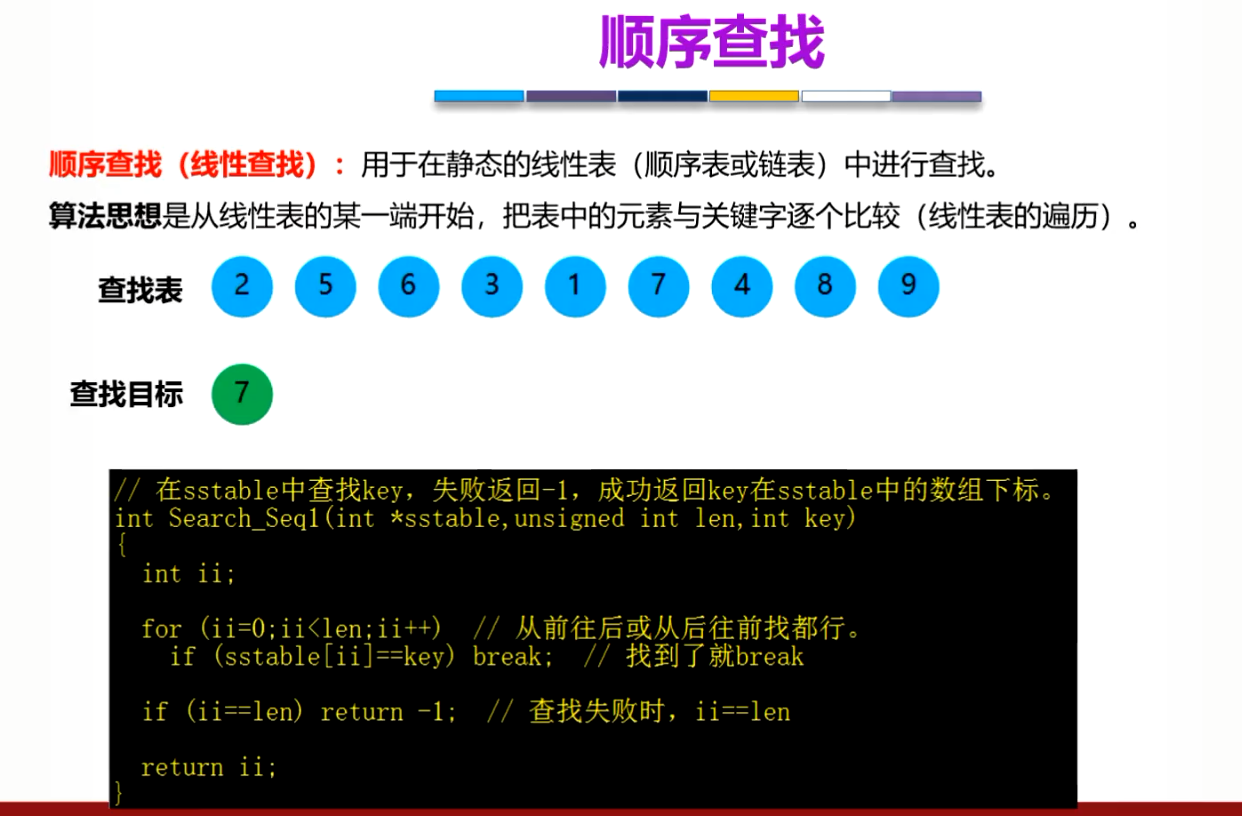 顺序查找
顺序查找（线性查找）：用于在静态的线性表（顺序表或链表）中进行查找。
算法思想是从线性表的某一端开始，把表中的元素与关键字逐个比较（线性表的遍历）。
查找表 2 5 6 3 1 7 4 8 9
查找目标 7
// 在sstable中查找key，失败返回-1，成功返回key在sstable中的数组下标。
int Search_Seq1(int *sstable,unsigned int len,int key)
{
  int ii;
  for (ii=0;ii<len;ii++)  // 从前往后或从后往前找都行。
    if (sstable[ii]==key) break;  // 找到了就break
  if (ii==len) return -1;  // 查找失败时，ii==len
  return ii;
}